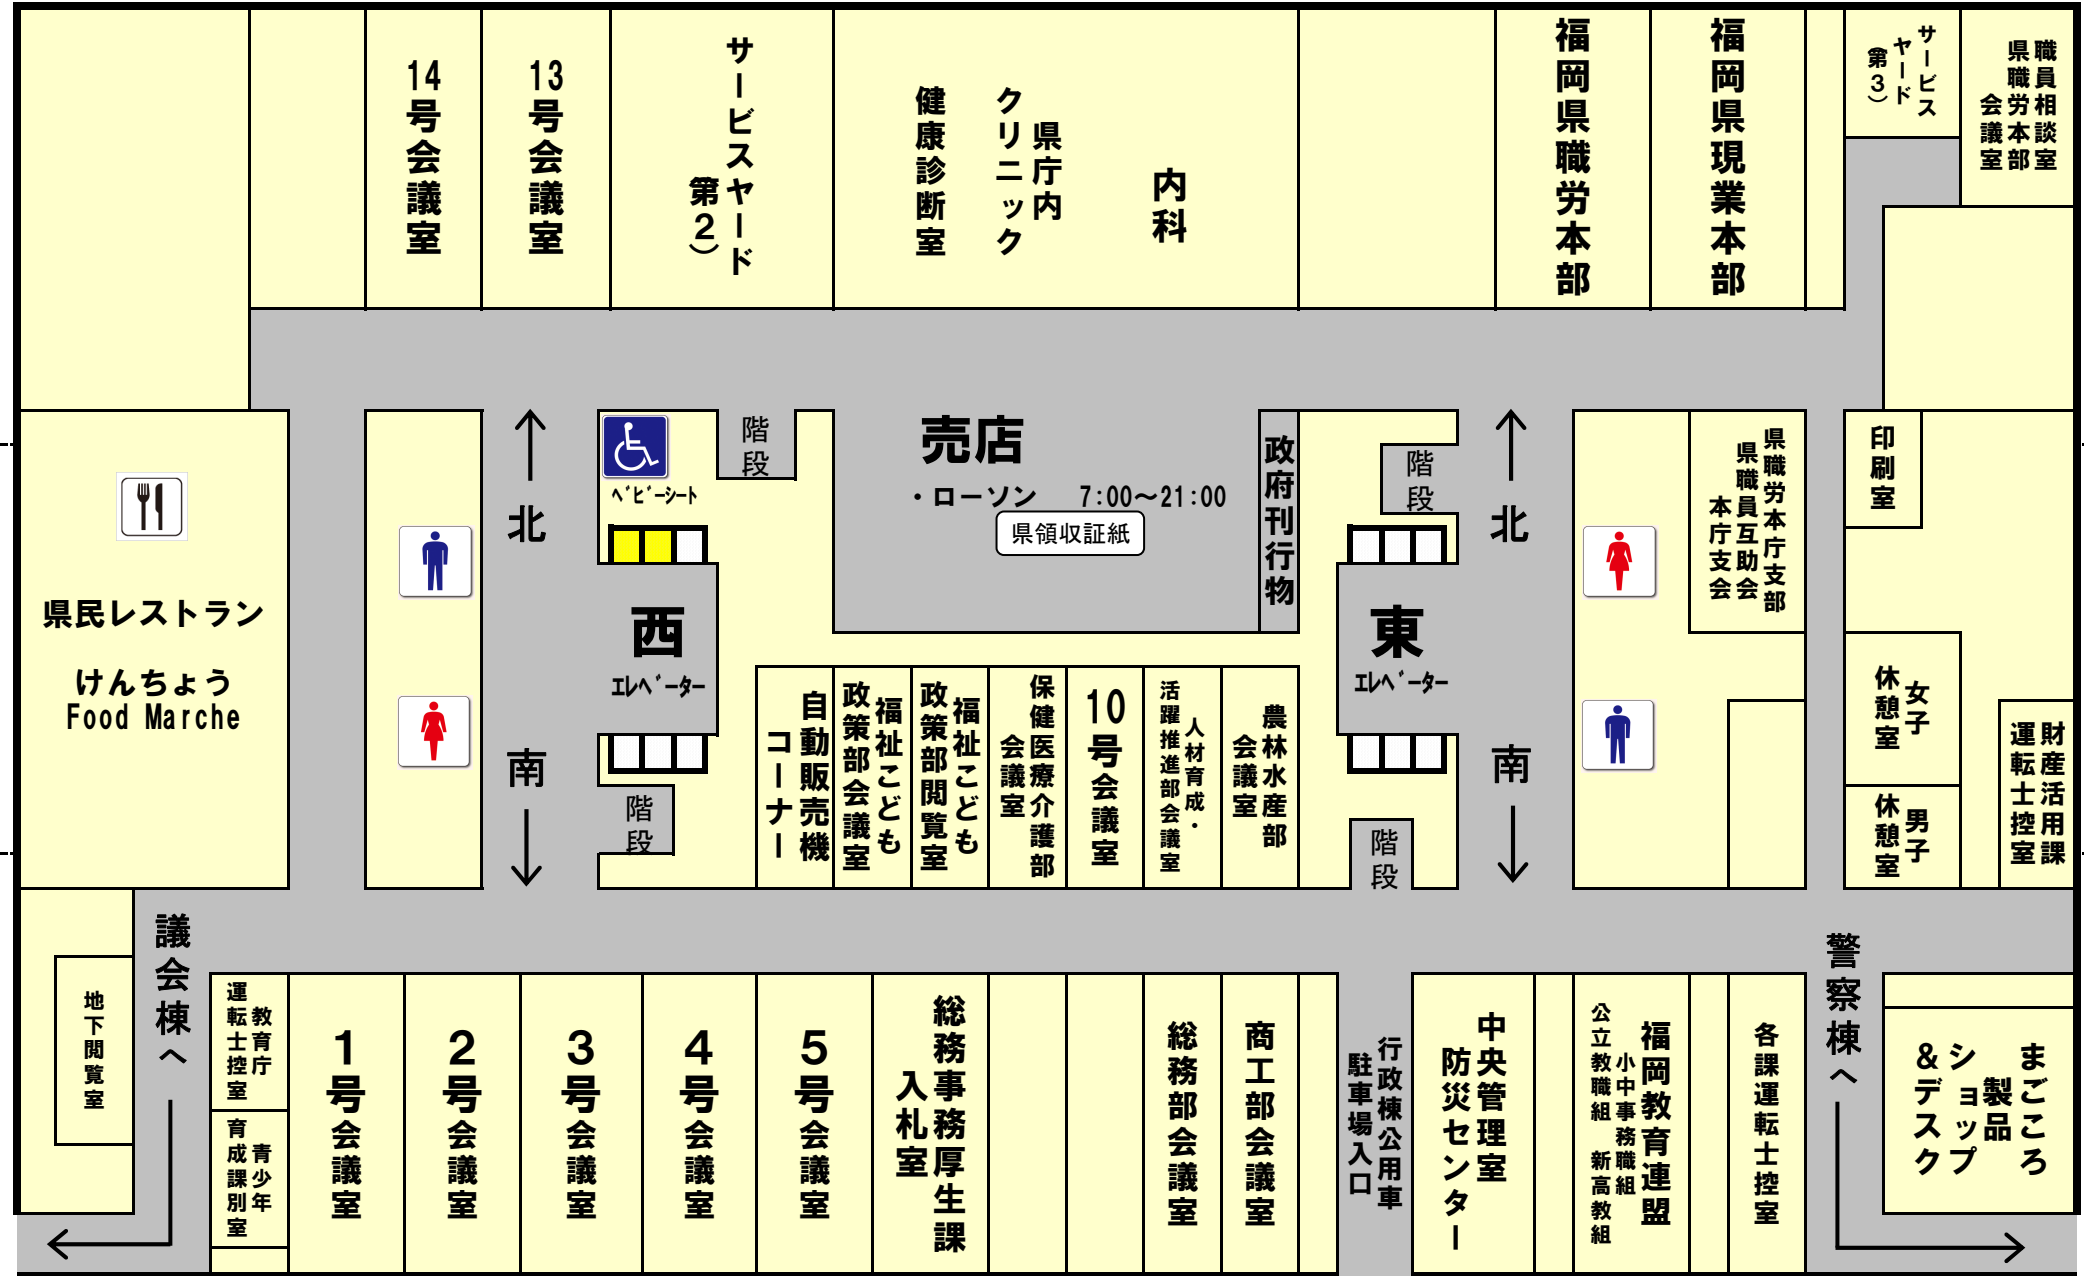 14号会議室
13号会議室
サービスヤード
（第２）
健康診断室
県庁内
クリニック
内科
福岡県職労本部
福岡県現業本部
サービス
ヤード
（第３）
職員相談室
県職労本部
会議室
県民レストラン
けんちょう
Food Marche
北
南
ﾍﾞﾋﾞｰｼｰﾄ
階段
西
ｴﾚﾍﾞｰﾀｰ
階段
売店
・ローソン　7:00～21:00
県領収証紙
政府刊行物
階段
東
ｴﾚﾍﾞｰﾀｰ
階段
北
南
県職労本庁支部
県職員互助会
本庁支会
印刷室
女子
休憩室
男子
休憩室
財産活用課
運転士控室
自動販売機
コーナー
福祉こども
政策部会議室
福祉こども
政策部閲覧室
保健医療介護部
会議室
10号会議室
人材育成・
活躍推進部会議室
農林水産部
会議室
議会棟へ
地下閲覧室
教育庁
運転士控室
青少年
育成課別室
１号会議室
２号会議室
３号会議室
４号会議室
５号会議室
総務事務厚生課
入札室
総務部会議室
商工部会議室
行政棟公用車
駐車場入口
中央管理室
防災センター
福岡教育連盟
小中事務職組
公立教職組　新高教組
各課運転士控室
警察棟へ
まごころ
製品
ショップ
＆デスク